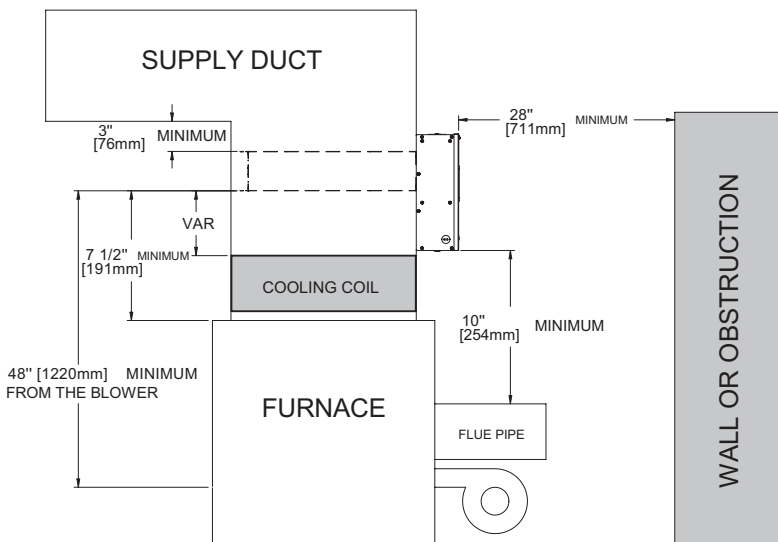 SUPPLY DUCT
3"
[76mm]
MINIMUM
28"
[711mm]
MINIMUM
VAR
7 1/2"
[191mm]
MINIMUM
COOLING COIL
10"
[254mm]
MINIMUM
48" [1220mm] MINIMUM
FROM THE BLOWER
FURNACE
FLUE PIPE
WALL OR OBSTRUCTION